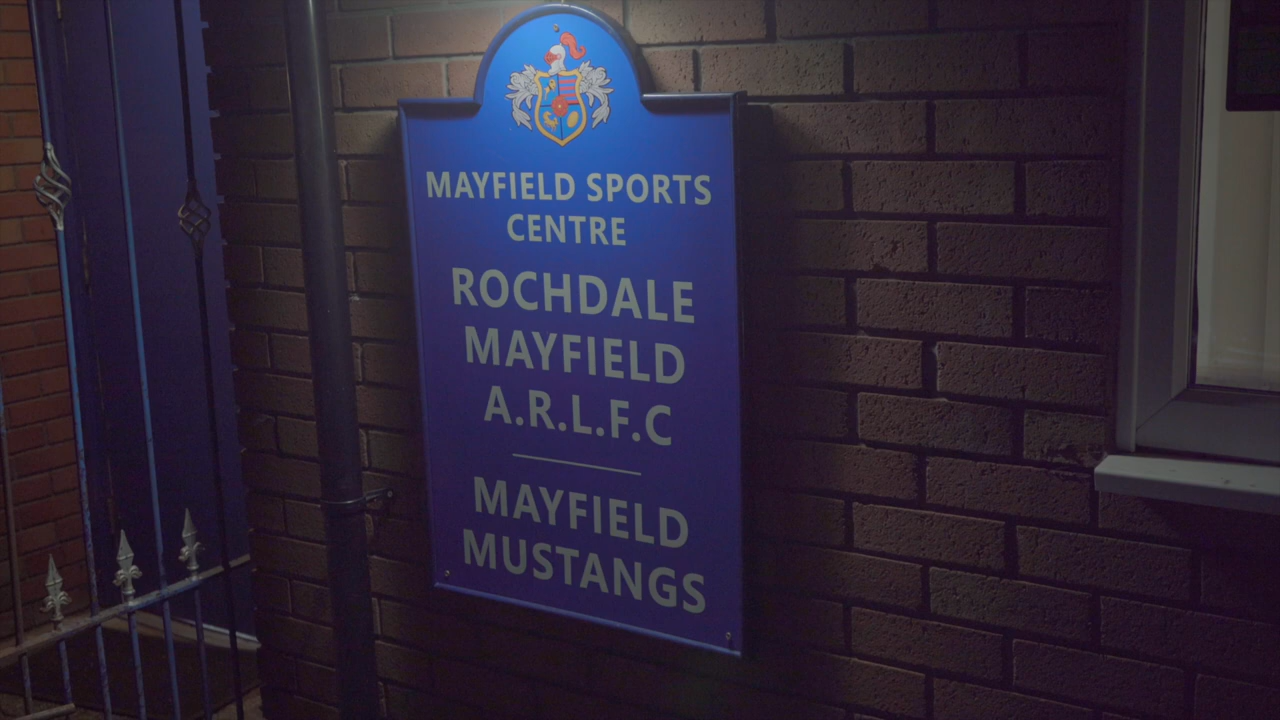 MAYFIELD SPORTS
CENTRE
ROCHDALE
MAYFIELD
A.R.L.F.C
MAYFIELD
MUSTANGS